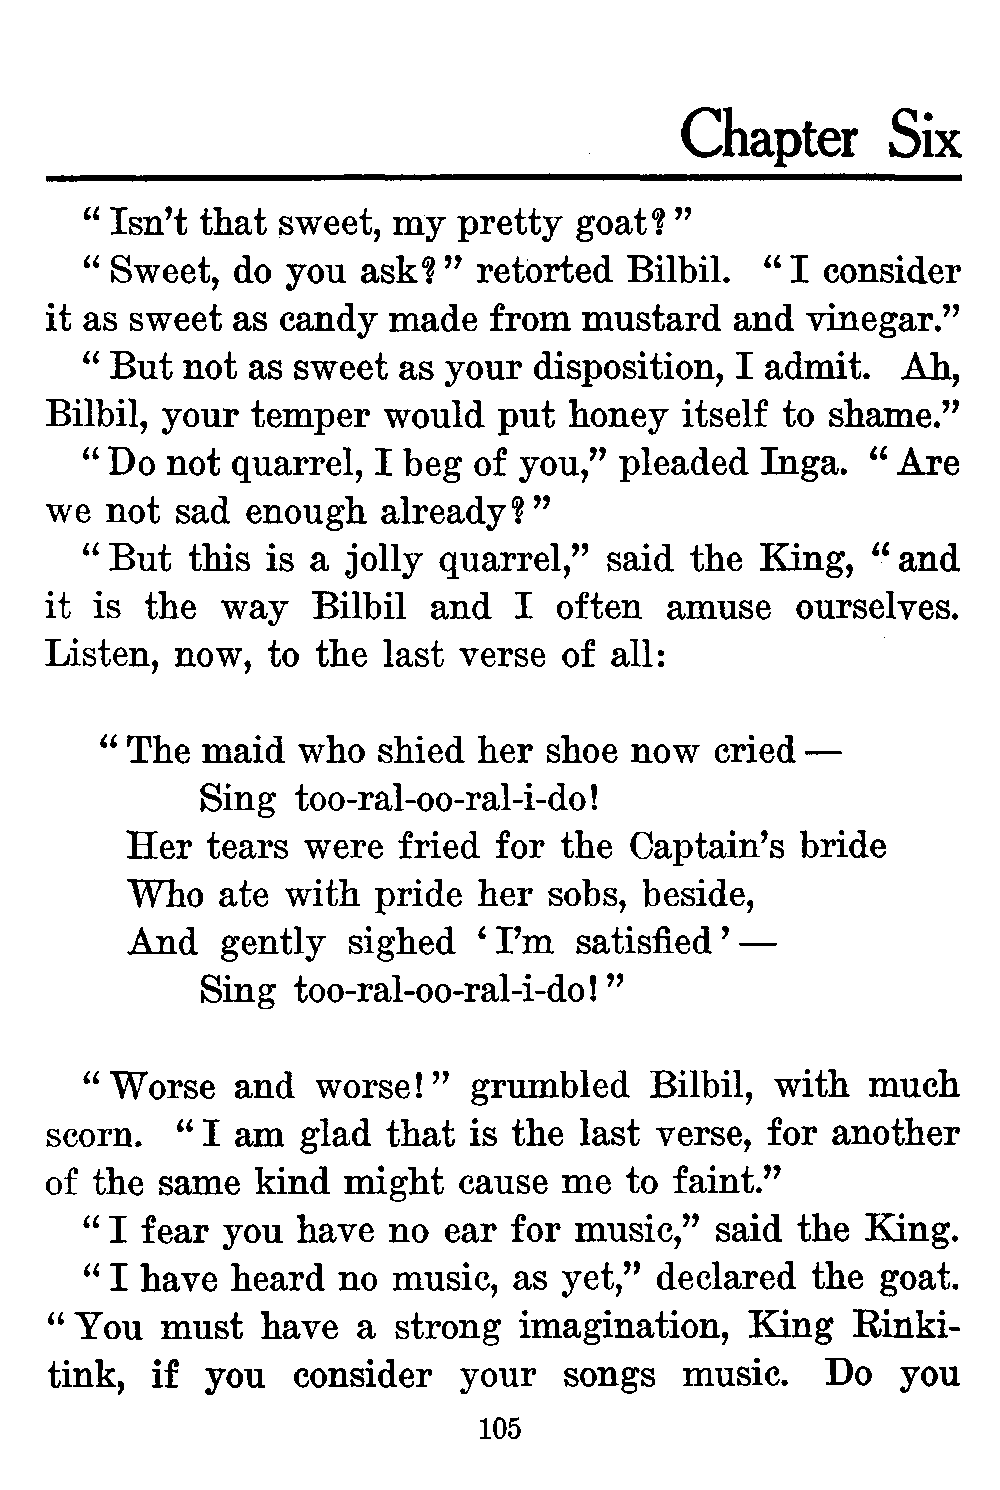 Chapter Six
“ Isn’t that sweet, my pretty goat? ”
“ Sweet, do you ask? ” retorted Bilbil. “ I consider
it as sweet as candy made from mustard and vinegar.”
“ But not as sweet as your disposition, I admit. Ah,
Bilbil, your temper would put honey itself to shame.”
“ Do not quarrel, I beg of you,” pleaded Inga. “ Are
we not sad enough already? ”
“ But this is a jolly quarrel,” said the King, “ and
it is the way Bilbil and I often amuse ourselves.
Listen, now, to the last verse of all:
“ The maid who shied her shoe now cried —
Sing too-ral-oo-ral-i-do!
Her tears were fried for the Captain’s bride
Who ate with pride her sobs, beside,
And gently sighed ‘ I’m satisfied ’ —
Sing too-ral-oo-ral-i-do! ”
“ Worse and worse! ” grumbled Bilbil, with much
scorn. “ I am glad that is the last verse, for another
of the same kind might cause me to faint.”
“ I fear you have no ear for music,” said the King.
“ I have heard no music, as yet,” declared the goat.
“ You must have a strong imagination, King Rinki-
tink, if you consider your songs music. Do you
105